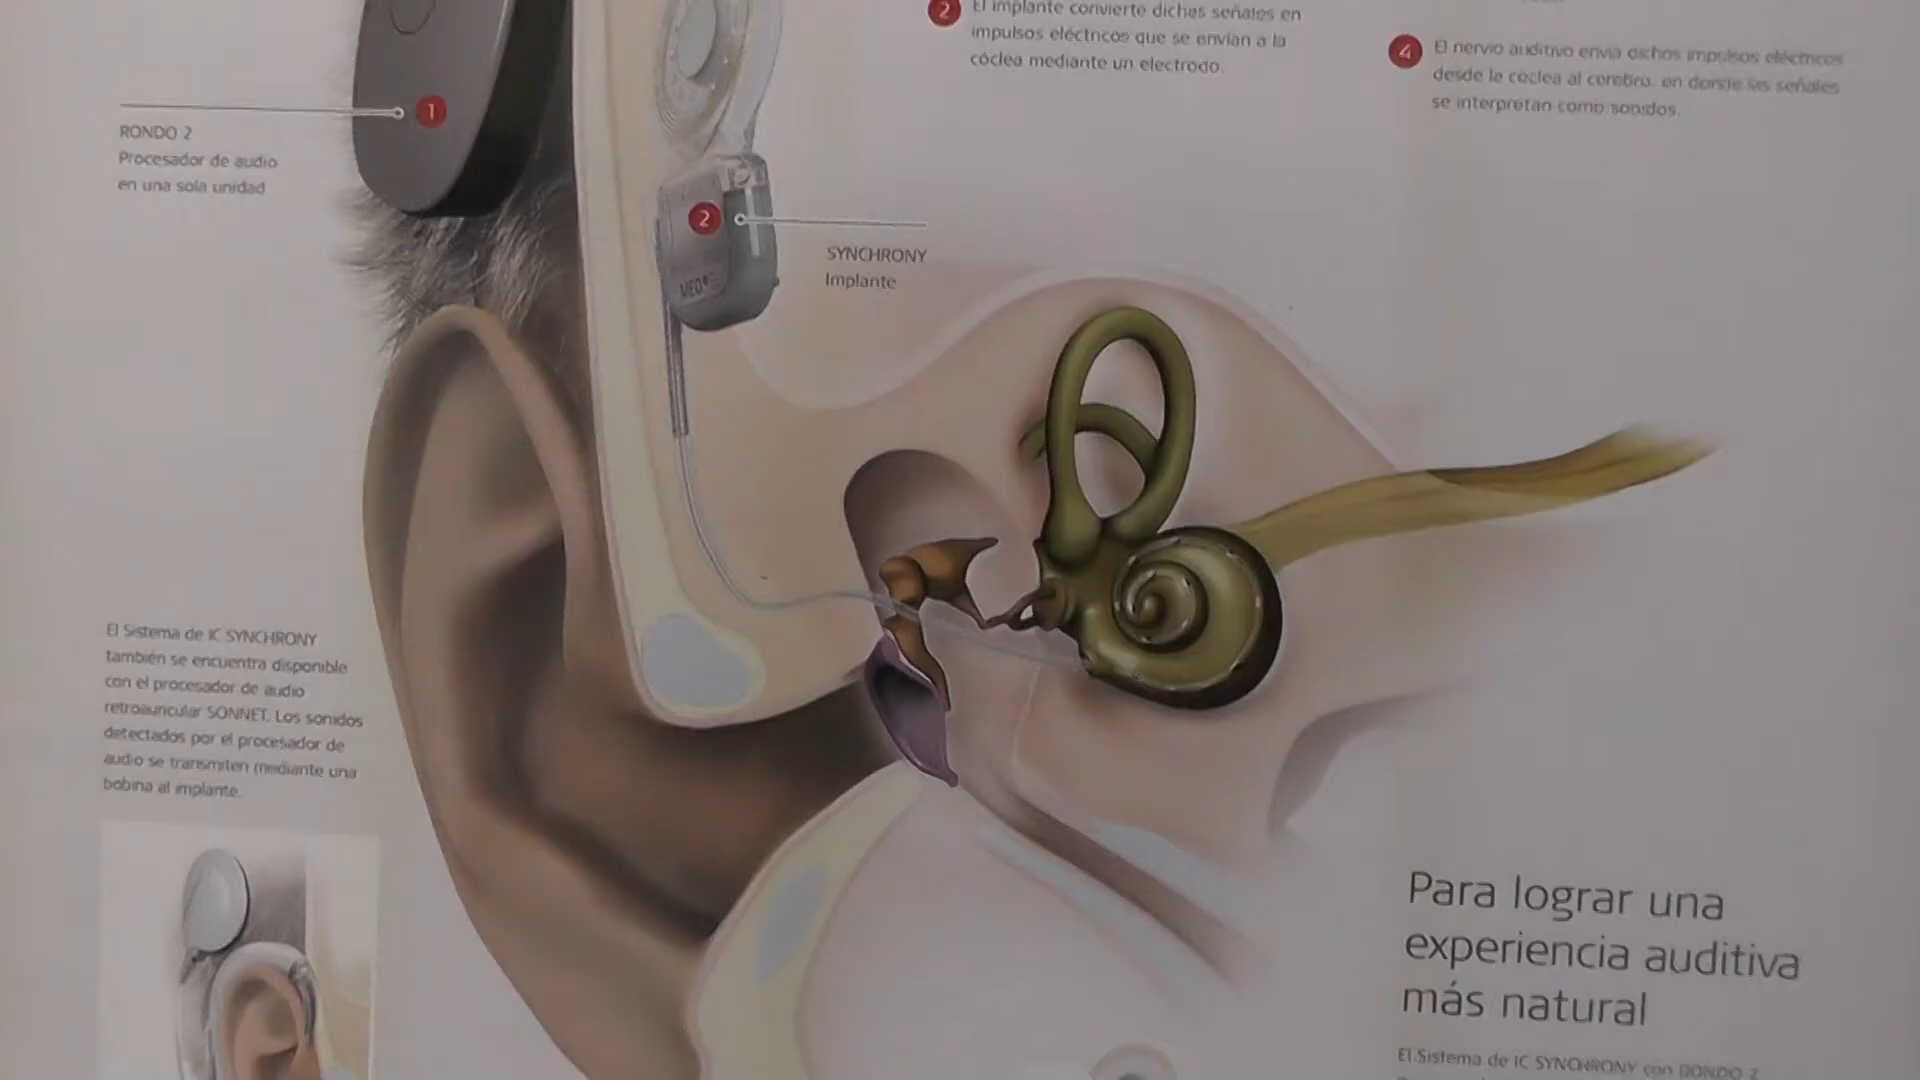 2
El implante convierte dichas señales en
impulsos eléctricos que se envían a la
cóclea mediante un electrodo.
4
El nervio auditivo envía dichos impulsos eléctricos
desde la cóclea al cerebro, en donde las señales
se interpretan como sonidos.
1
RONDO 2
Procesador de audio
en una sola unidad
2
SYNCHRONY
Implante
MED
El Sistema de IC SYNCHRONY
también se encuentra disponible
con el procesador de audio
retroauricular SONNET. Los sonidos
detectados por el procesador de
audio se transmiten mediante una
bobina al implante.
Para lograr una
experiencia auditiva
más natural
El Sistema de IC SYNCHRONY con RONDO 2